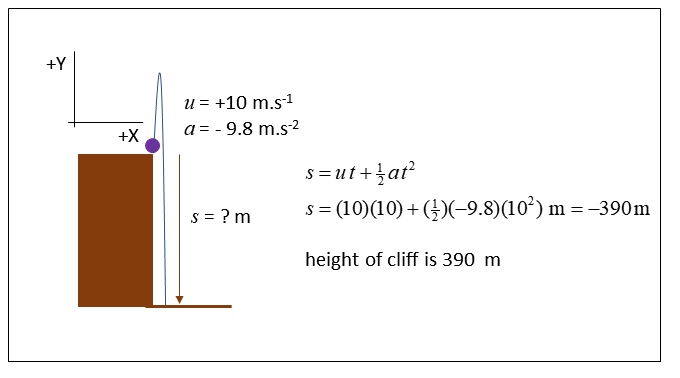 +Y
u = +10 m.s⁻¹
a = - 9.8 m.s⁻²
+X
s = ut + ½at²
s = ? m
s = (10)(10) + (½)(−9.8)(10²) m = −390 m
height of cliff is 390 m